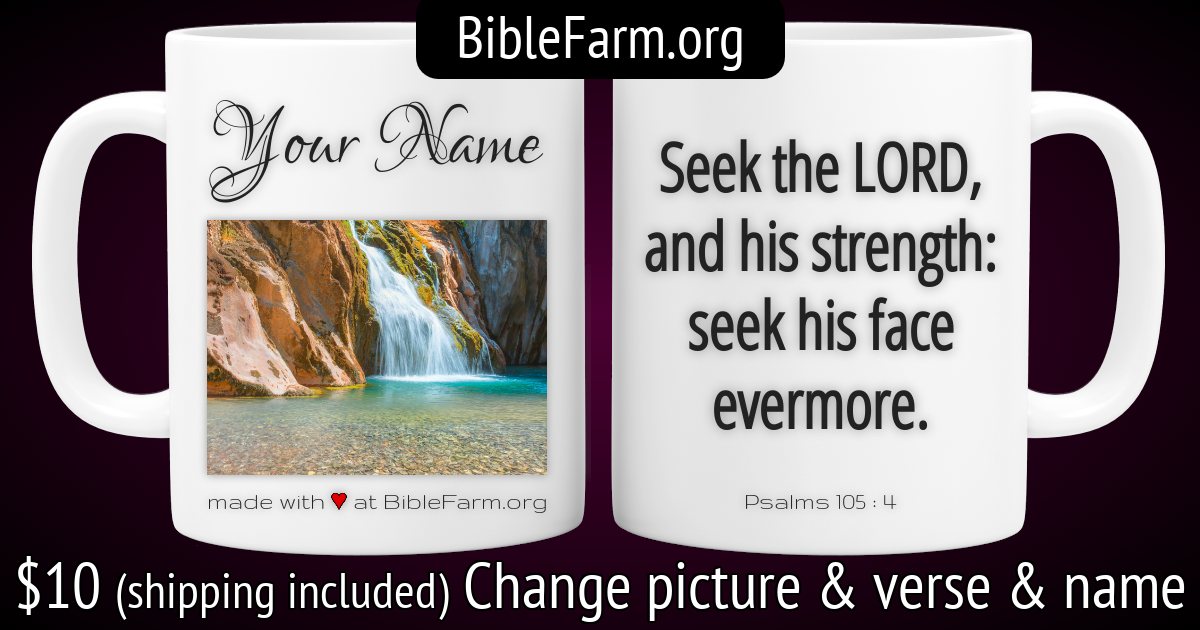 BibleFarm.org
Your Name
made with ♥ at BibleFarm.org
Seek the LORD,
and his strength:
seek his face
evermore.
Psalms 105 : 4
$10 (shipping included) Change picture & verse & name